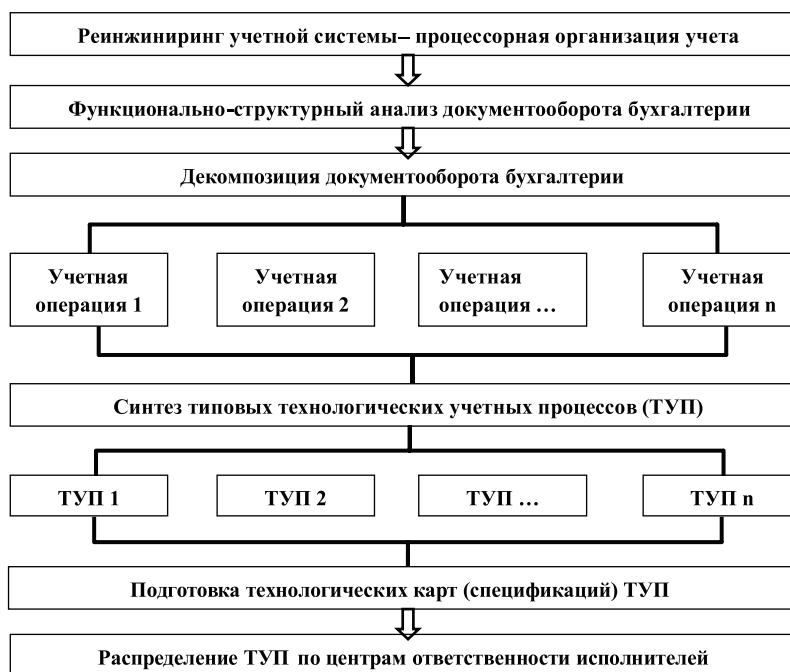 Реинжиниринг учетной системы– процессорная организация учета
Функционально-структурный анализ документооборота бухгалтерии
Декомпозиция документооборота бухгалтерии
Учетная
операция 1
Учетная
операция 2
Учетная
операция …
Учетная
операция n
Синтез типовых технологических учетных процессов (ТУП)
ТУП 1
ТУП 2
ТУП …
ТУП n
Подготовка технологических карт (спецификаций) ТУП
Распределение ТУП по центрам ответственности исполнителей